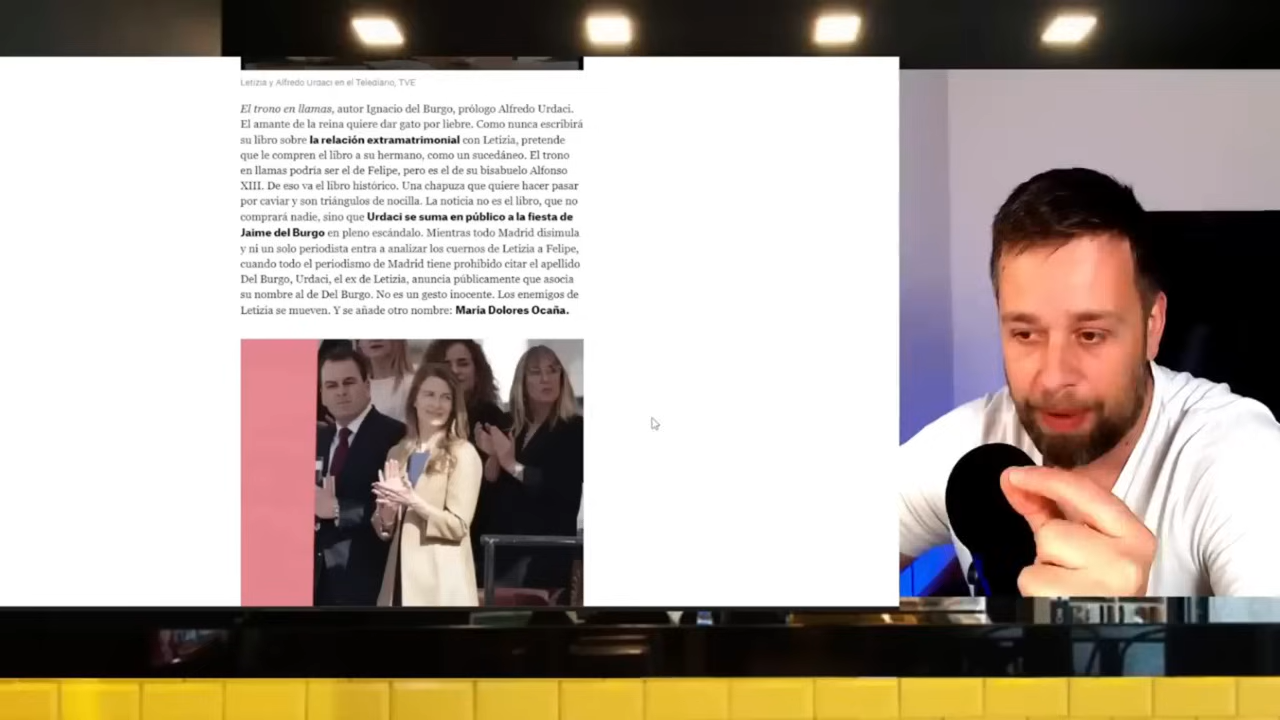 Letizia y Alfredo Urdaci en el Telediario, TVE
El trono en llamas, autor Ignacio del Burgo, prólogo Alfredo Urdaci.
El amante de la reina quiere dar gato por liebre. Como nunca escribirá
su libro sobre la relación extramatrimonial con Letizia, pretende
que le compren el libro a su hermano, como un sucedáneo. El trono
en llamas podría ser el de Felipe, pero es el de su bisabuelo Alfonso
XIII. De eso va el libro histórico. Una chapuza que quiere hacer pasar
por caviar y son triángulos de nocilla. La noticia no es el libro, que no
comprará nadie, sino que Urdaci se suma en público a la fiesta de
Jaime del Burgo en pleno escándalo. Mientras todo Madrid disimula
y ni un solo periodista entra a analizar los cuernos de Letizia a Felipe,
cuando todo el periodismo de Madrid tiene prohibido citar el apellido
Del Burgo, Urdaci, el ex de Letizia, anuncia públicamente que asocia
su nombre al de Del Burgo. No es un gesto inocente. Los enemigos de
Letizia se mueven. Y se añade otro nombre: María Dolores Ocaña.